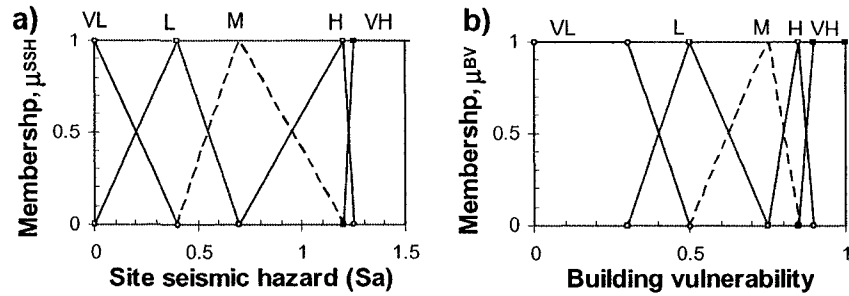 a)
VL L M H VH
1
0.5
0
Membershp, μSSH
0 0.5 1 1.5
Site seismic hazard (Sa)
b)
VL L M H VH
1
0.5
0
Membershp, μBV
0 0.5 1
Building vulnerability